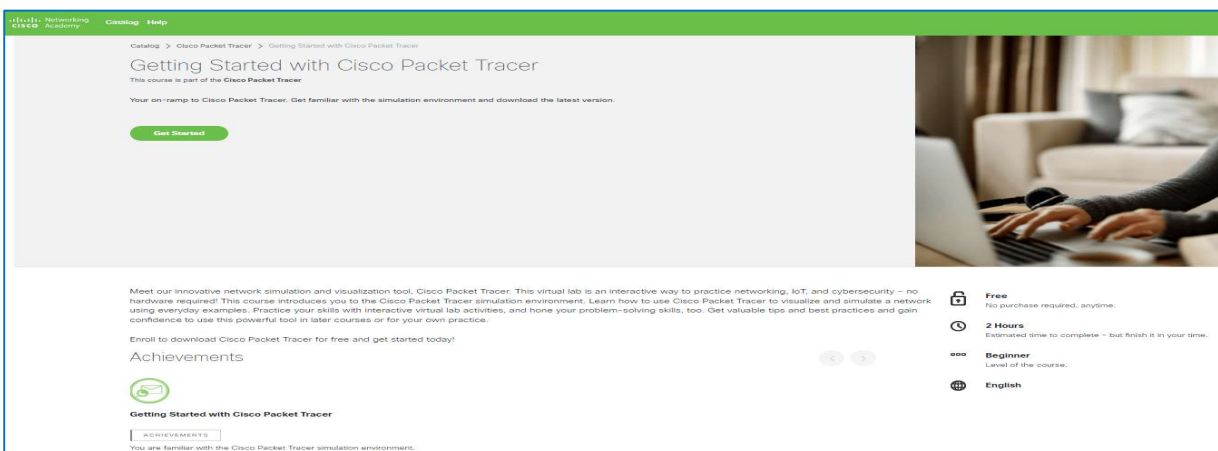 Networking
CISCO Academy
Catalog Help
Catalog > Cisco Packet Tracer > Getting Started with Cisco Packet Tracer
Getting Started with Cisco Packet Tracer
This course is part of the Cisco Packet Tracer
Your on-ramp to Cisco Packet Tracer. Get familiar with the simulation environment and download the latest version.
Get Started
Meet our innovative network simulation and visualization tool, Cisco Packet Tracer. This virtual lab is an interactive way to practice networking, IoT, and cybersecurity – no
hardware required! This course introduces you to the Cisco Packet Tracer simulation environment. Learn how to use Cisco Packet Tracer to visualize and simulate a network
using everyday examples. Practice your skills with interactive virtual lab activities, and hone your problem-solving skills, too. Get valuable tips and best practices and gain
confidence to use this powerful tool in later courses or for your own practice.
Enroll to download Cisco Packet Tracer for free and get started today!
Achievements
Getting Started with Cisco Packet Tracer
ACHIEVEMENTS
You are familiar with the Cisco Packet Tracer simulation environment.
Free
No purchase required, anytime.
2 Hours
Estimated time to complete – but finish it in your time.
Beginner
Level of the course.
English